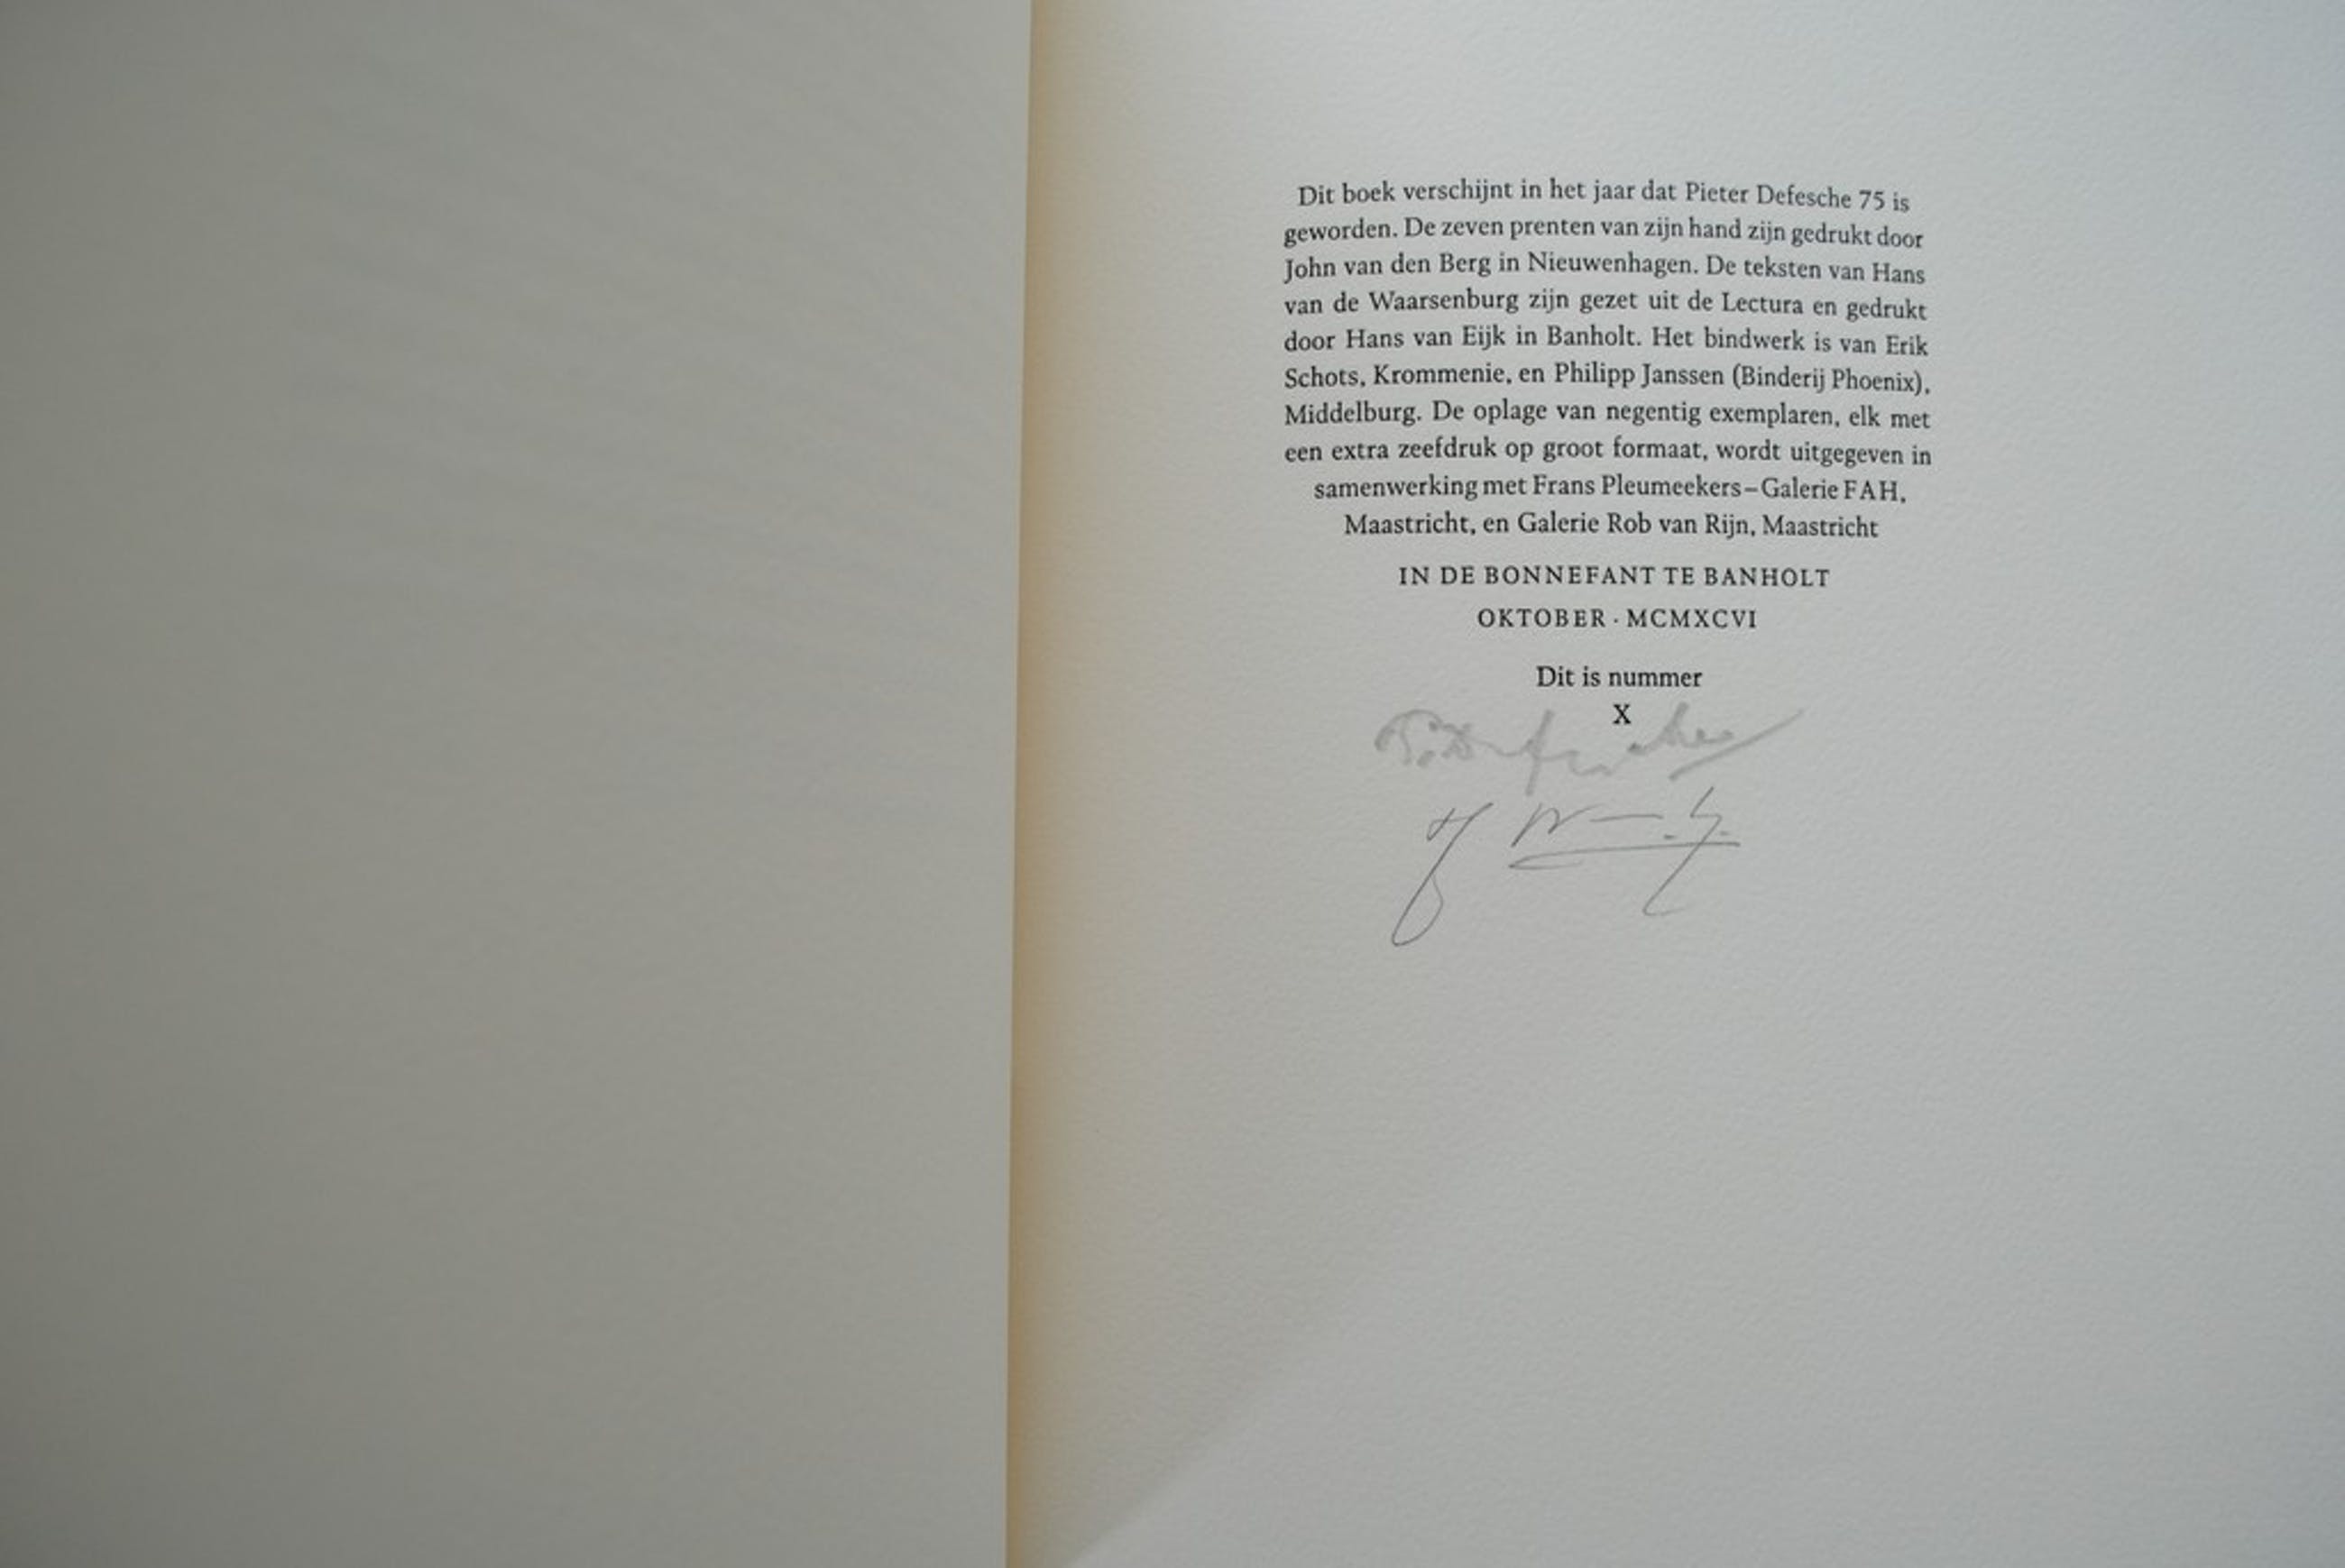 Dit boek verschijnt in het jaar dat Pieter Defesche 75 is
geworden. De zeven prenten van zijn hand zijn gedrukt door
John van den Berg in Nieuwenhagen. De teksten van Hans
van de Waarsenburg zijn gezet uit de Lectura en gedrukt
door Hans van Eijk in Banholt. Het bindwerk is van Erik
Schots, Krommenie, en Philipp Janssen (Binderij Phoenix),
Middelburg. De oplage van negentig exemplaren, elk met
een extra zeefdruk op groot formaat, wordt uitgegeven in
samenwerking met Frans Pleumeekers–Galerie FAH,
Maastricht, en Galerie Rob van Rijn, Maastricht
IN DE BONNEFANT TE BANHOLT
OKTOBER · MCMXCVI
Dit is nummer
X